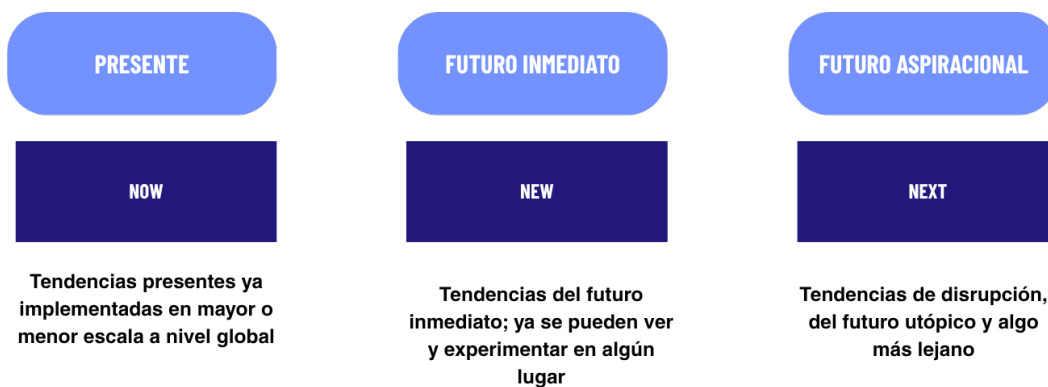 PRESENTE
FUTURO INMEDIATO
FUTURO ASPIRACIONAL
NOW
NEW
NEXT
Tendencias presentes ya
implementadas en mayor o
menor escala a nivel global
Tendencias del futuro
inmediato; ya se pueden ver
y experimentar en algún
lugar
Tendencias de disrupción,
del futuro utópico y algo
más lejano